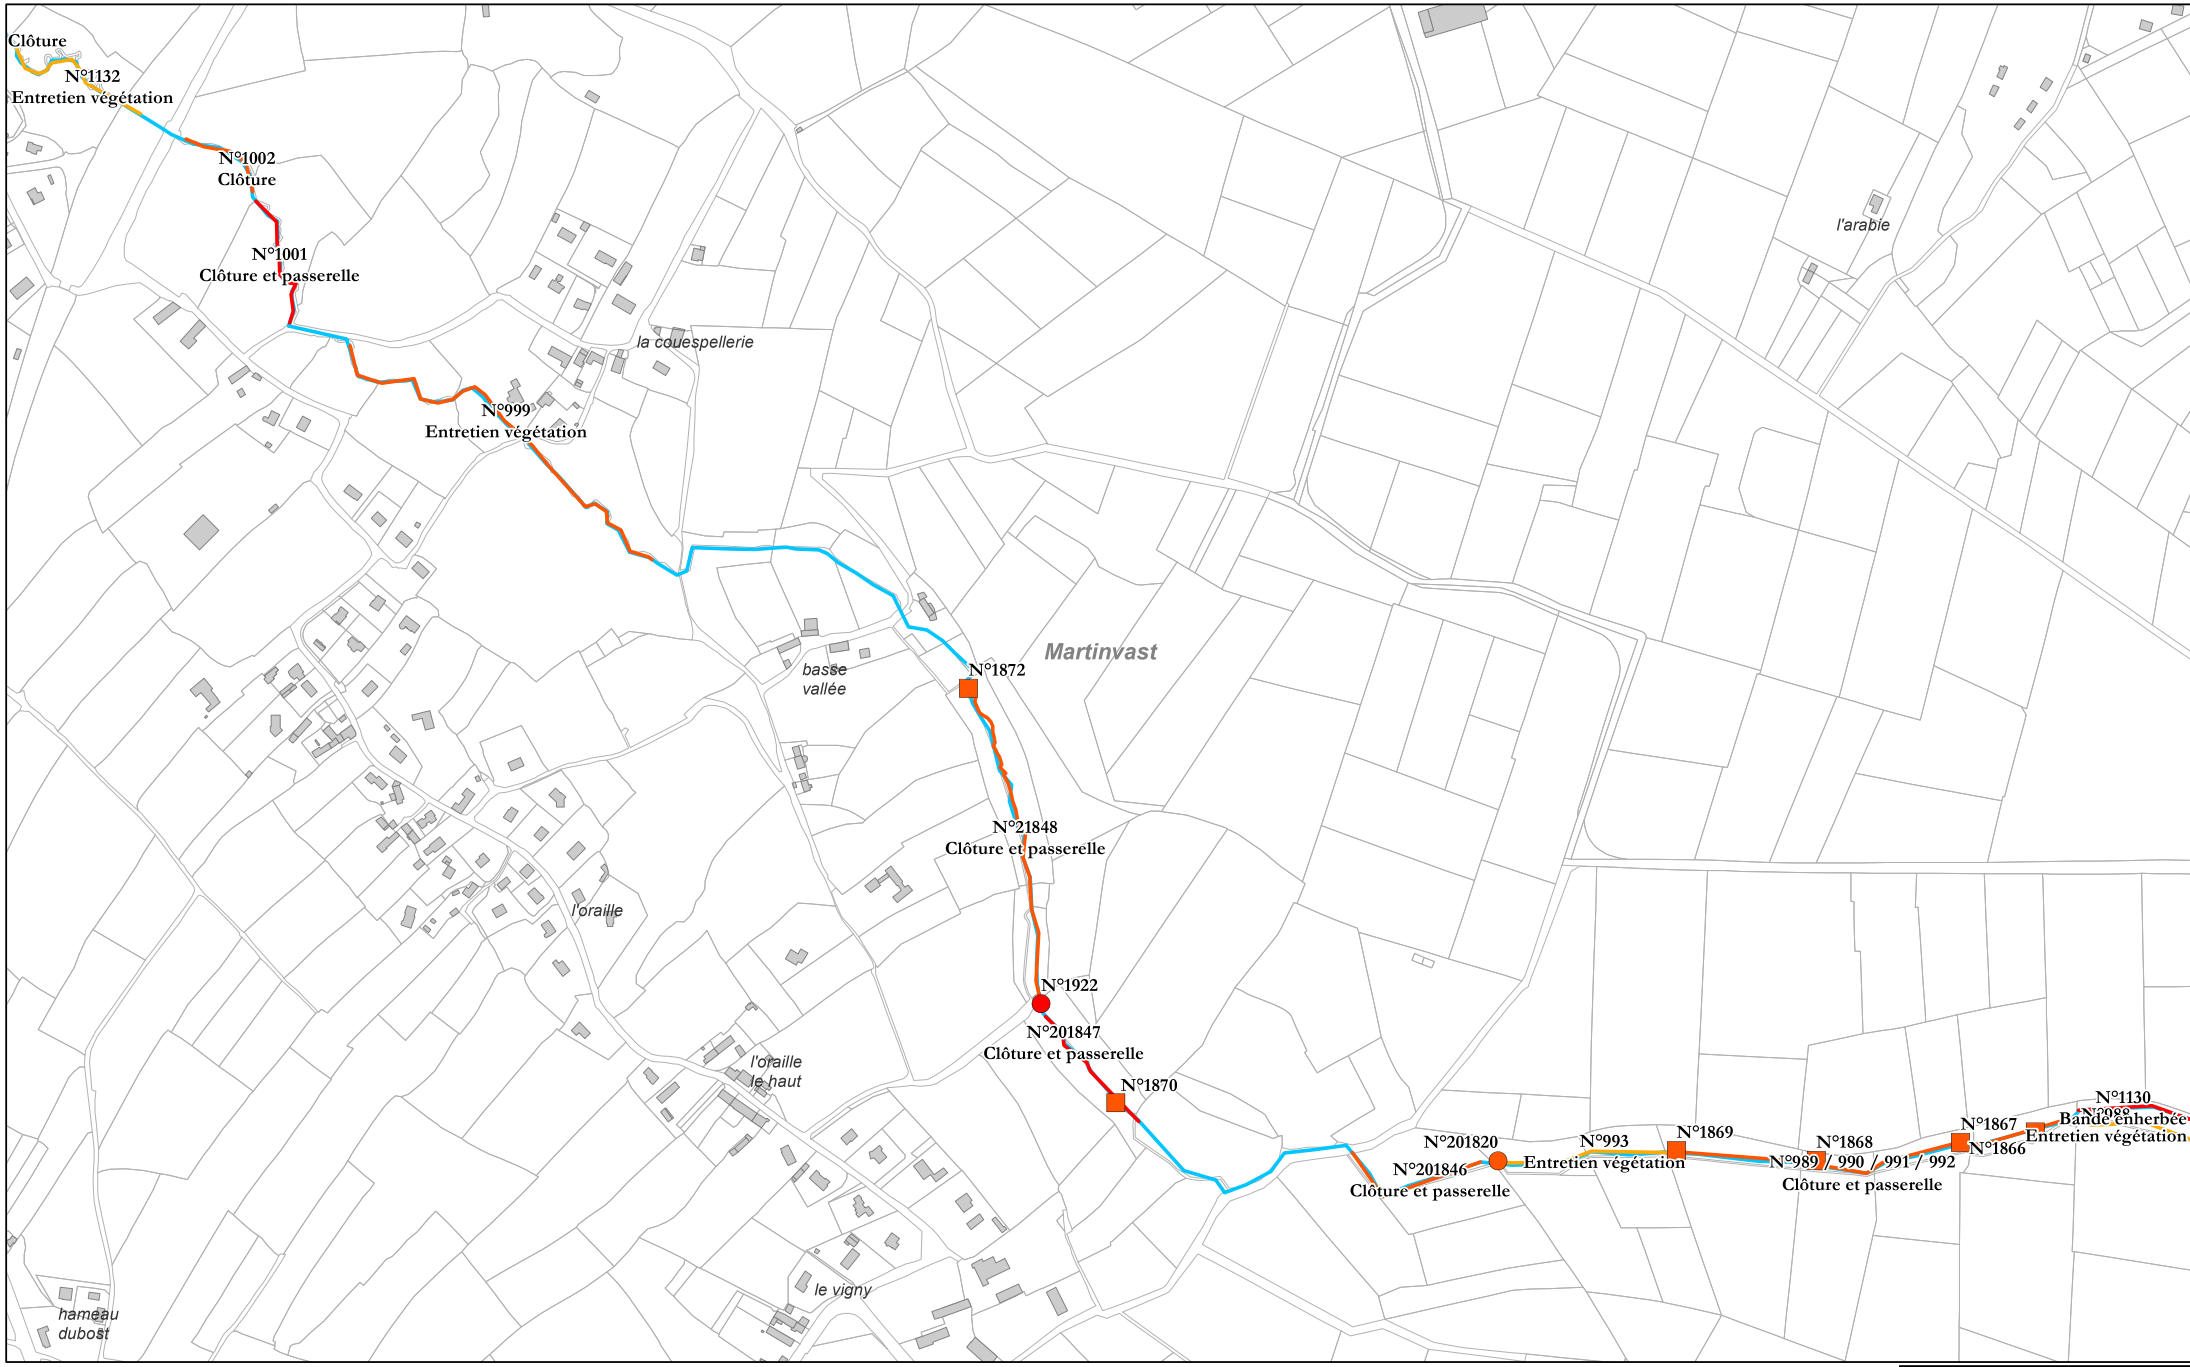 Clôture
N°1132
Entretien végétation
N°1002
Clôture
N°1001
Clôture et passerelle
l'arabie
la couespellerie
N°999
Entretien végétation
Martinvast
basse
vallée
N°1872
N°21848
Clôture et passerelle
l'oraille
N°1922
N°201847
Clôture et passerelle
l'oraille
le haut
N°1870
N°1130
N°988
Bande enherbée
Entretien végétation
N°1867
N°1866
N°1868
N°989 / 990 / 991 / 992
Clôture et passerelle
N°1869
N°993
Entretien végétation
N°201820
N°201846
Clôture et passerelle
le vigny
hameau
dubost